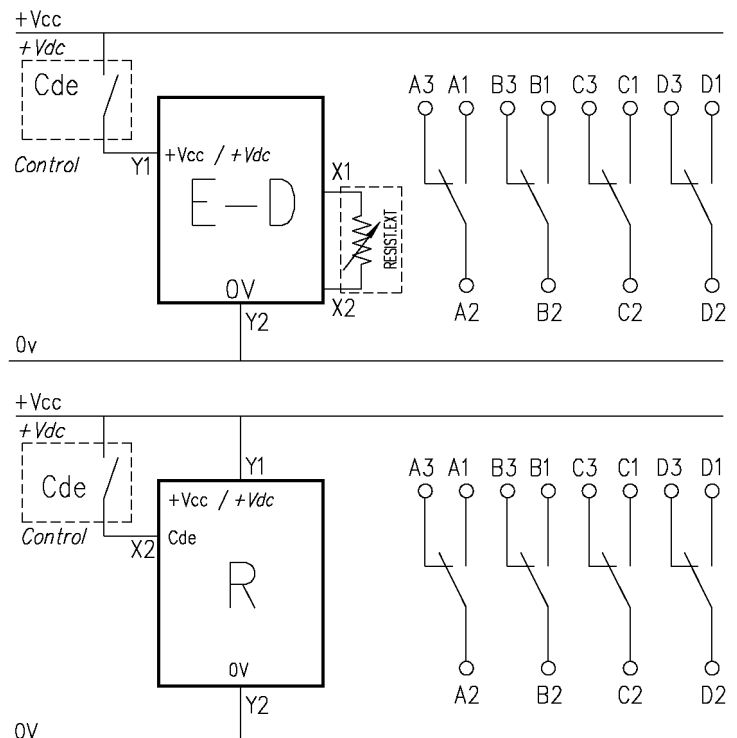 +Vcc
+Vdc
Cde
Control
Y1
+Vcc / +Vdc
E-D
0V
Y2
X1
RESIST.EXT
X2
A3 A1 B3 B1 C3 C1 D3 D1
A2 B2 C2 D2
0v
+Vcc
+Vdc
Cde
Control
X2
Y1
+Vcc / +Vdc
Cde
R
0V
Y2
A3 A1 B3 B1 C3 C1 D3 D1
A2 B2 C2 D2
0V